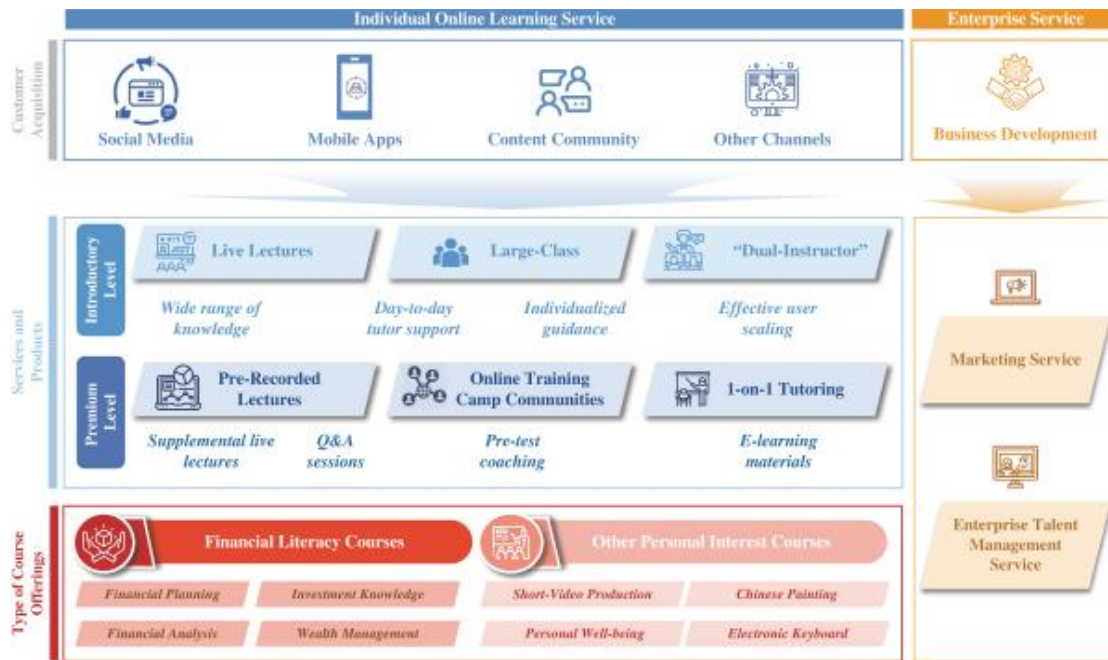 Individual Online Learning Service
Enterprise Service
Customer
Acquisition
Social Media
Mobile Apps
Content Community
Other Channels
Business Development
Services and
Products
Introductory
Level
Live Lectures
Large-Class
“Dual-Instructor”
Wide range of
knowledge
Day-to-day
tutor support
Individualized
guidance
Effective user
scaling
Premium
Level
Pre-Recorded
Lectures
Online Training
Camp Communities
1-on-1 Tutoring
Supplemental live
lectures
Q&A
sessions
Pre-test
coaching
E-learning
materials
Marketing Service
Enterprise Talent
Management
Service
Type of Course
Offerings
Financial Literacy Courses
Other Personal Interest Courses
Financial Planning
Investment Knowledge
Short-Video Production
Chinese Painting
Financial Analysis
Wealth Management
Personal Well-being
Electronic Keyboard